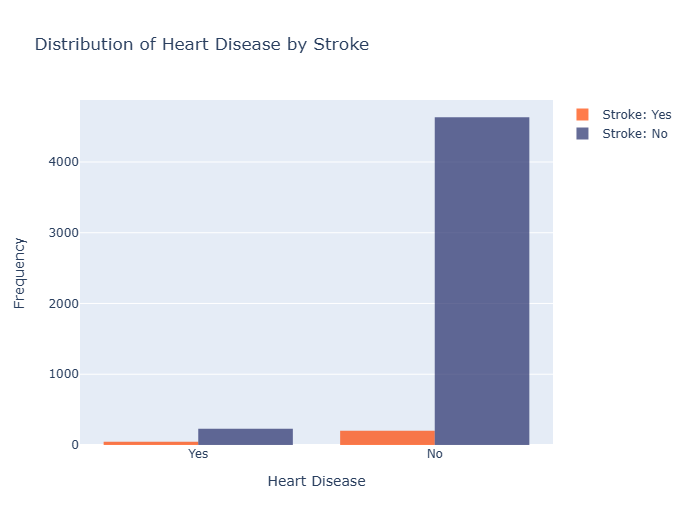 Distribution of Heart Disease by Stroke
Stroke: Yes
Stroke: No
Frequency
4000
3000
2000
1000
0
Yes
No
Heart Disease